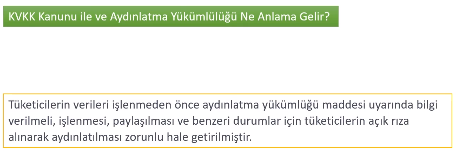 KVKK Kanunu ile ve Aydınlatma Yükümlülüğü Ne Anlama Gelir?
Tüketicilerin verileri işlenmeden önce aydınlatma yükümlüğü maddesi uyarında bilgi
verilmeli, işlenmesi, paylaşılması ve benzeri durumlar için tüketicilerin açık rıza
alınarak aydınlatılması zorunlu hale getirilmiştir.